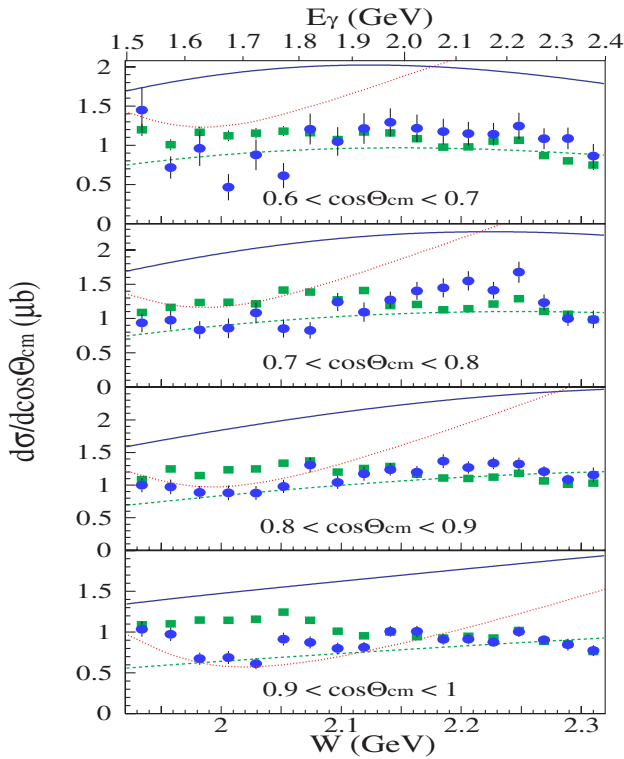 Eγ (GeV)
1.5 1.6 1.7 1.8 1.9 2.0 2.1 2.2 2.3 2.4
2
1.5
1
0.5
0
0.6 < cosΘcm < 0.7
2
1.5
1
0.5
0
0.7 < cosΘcm < 0.8
dσ/dcosΘcm (μb)
2
1.5
1
0.5
0
0.8 < cosΘcm < 0.9
1.5
1
0.5
0
0.9 < cosΘcm < 1
2 2.1 2.2 2.3
W (GeV)